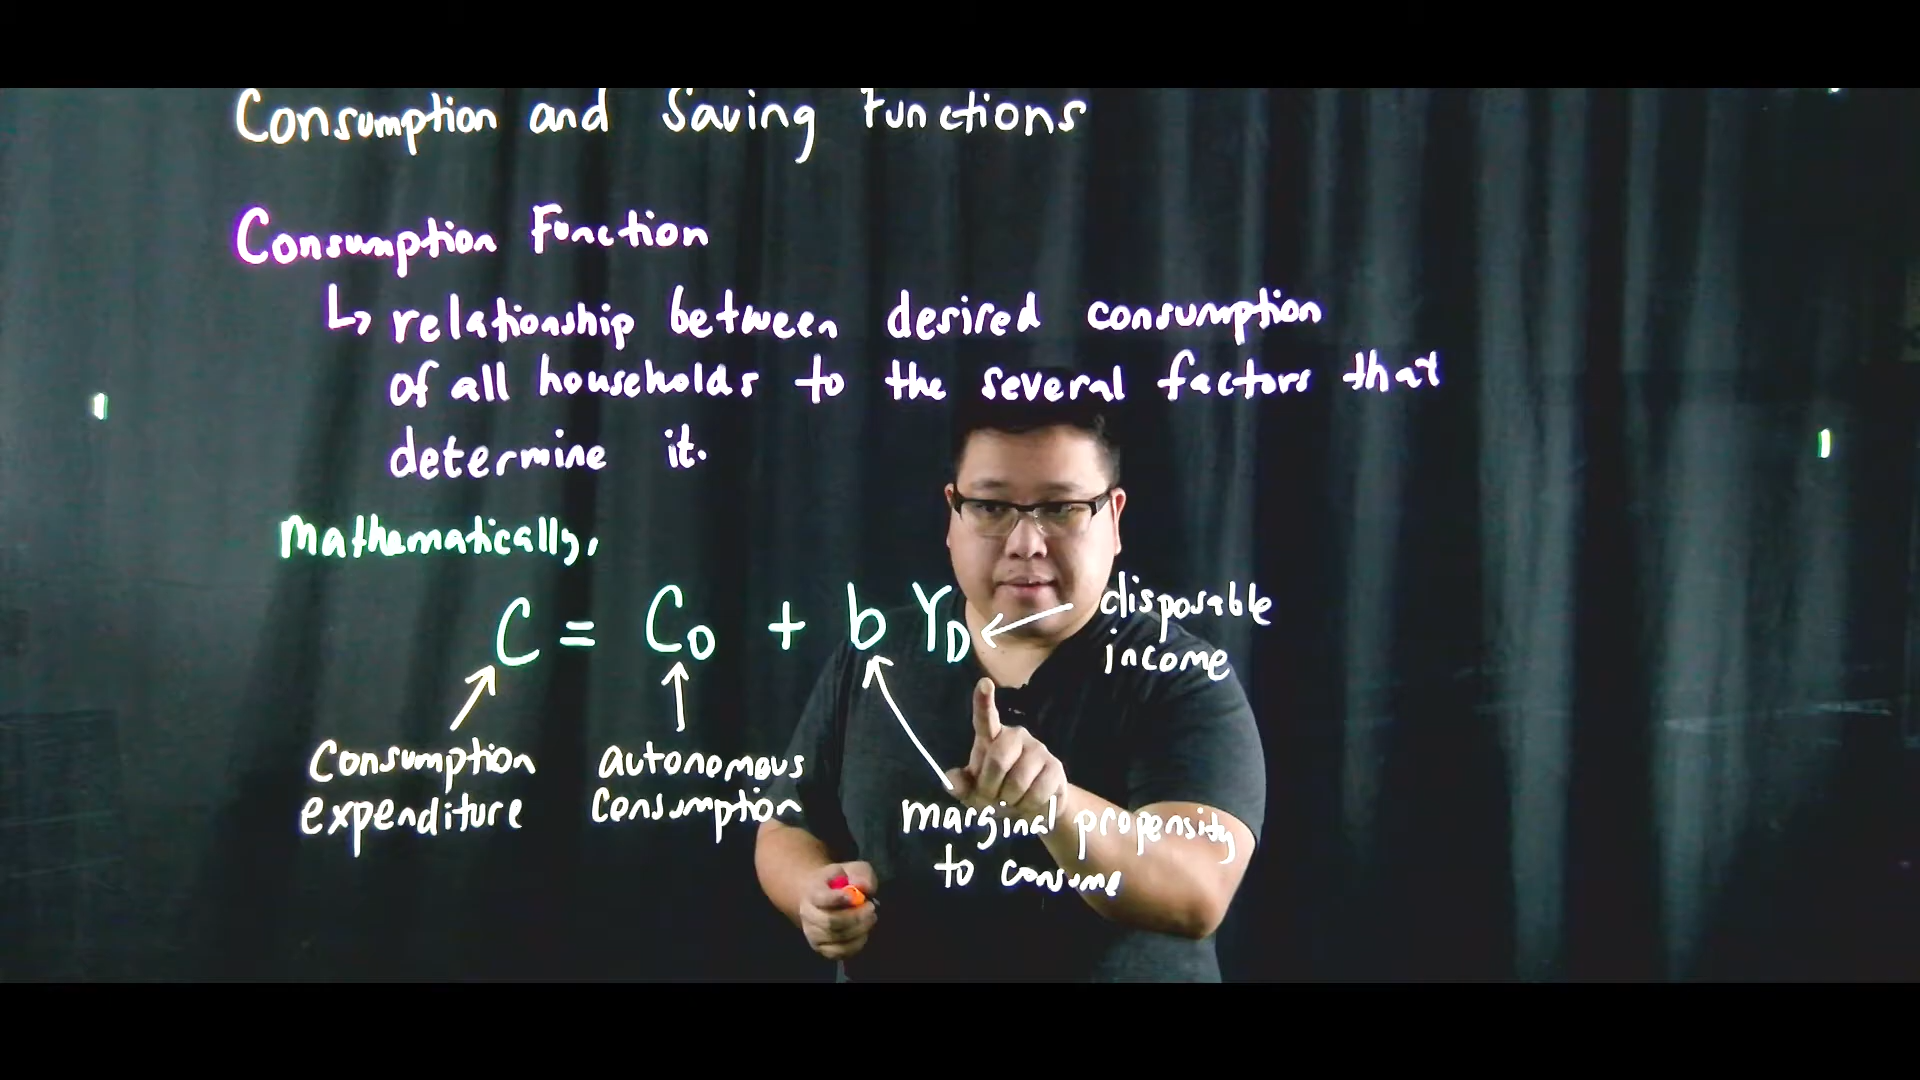 Consumption and Saving Functions
Consumption Function
↳ relationship between desired consumption
of all households to the several factors that
determine it.
Mathematically,
C = C₀ + b Y_D
disposable
income
Consumption
expenditure
autonomous
consumption
marginal propensity
to consume